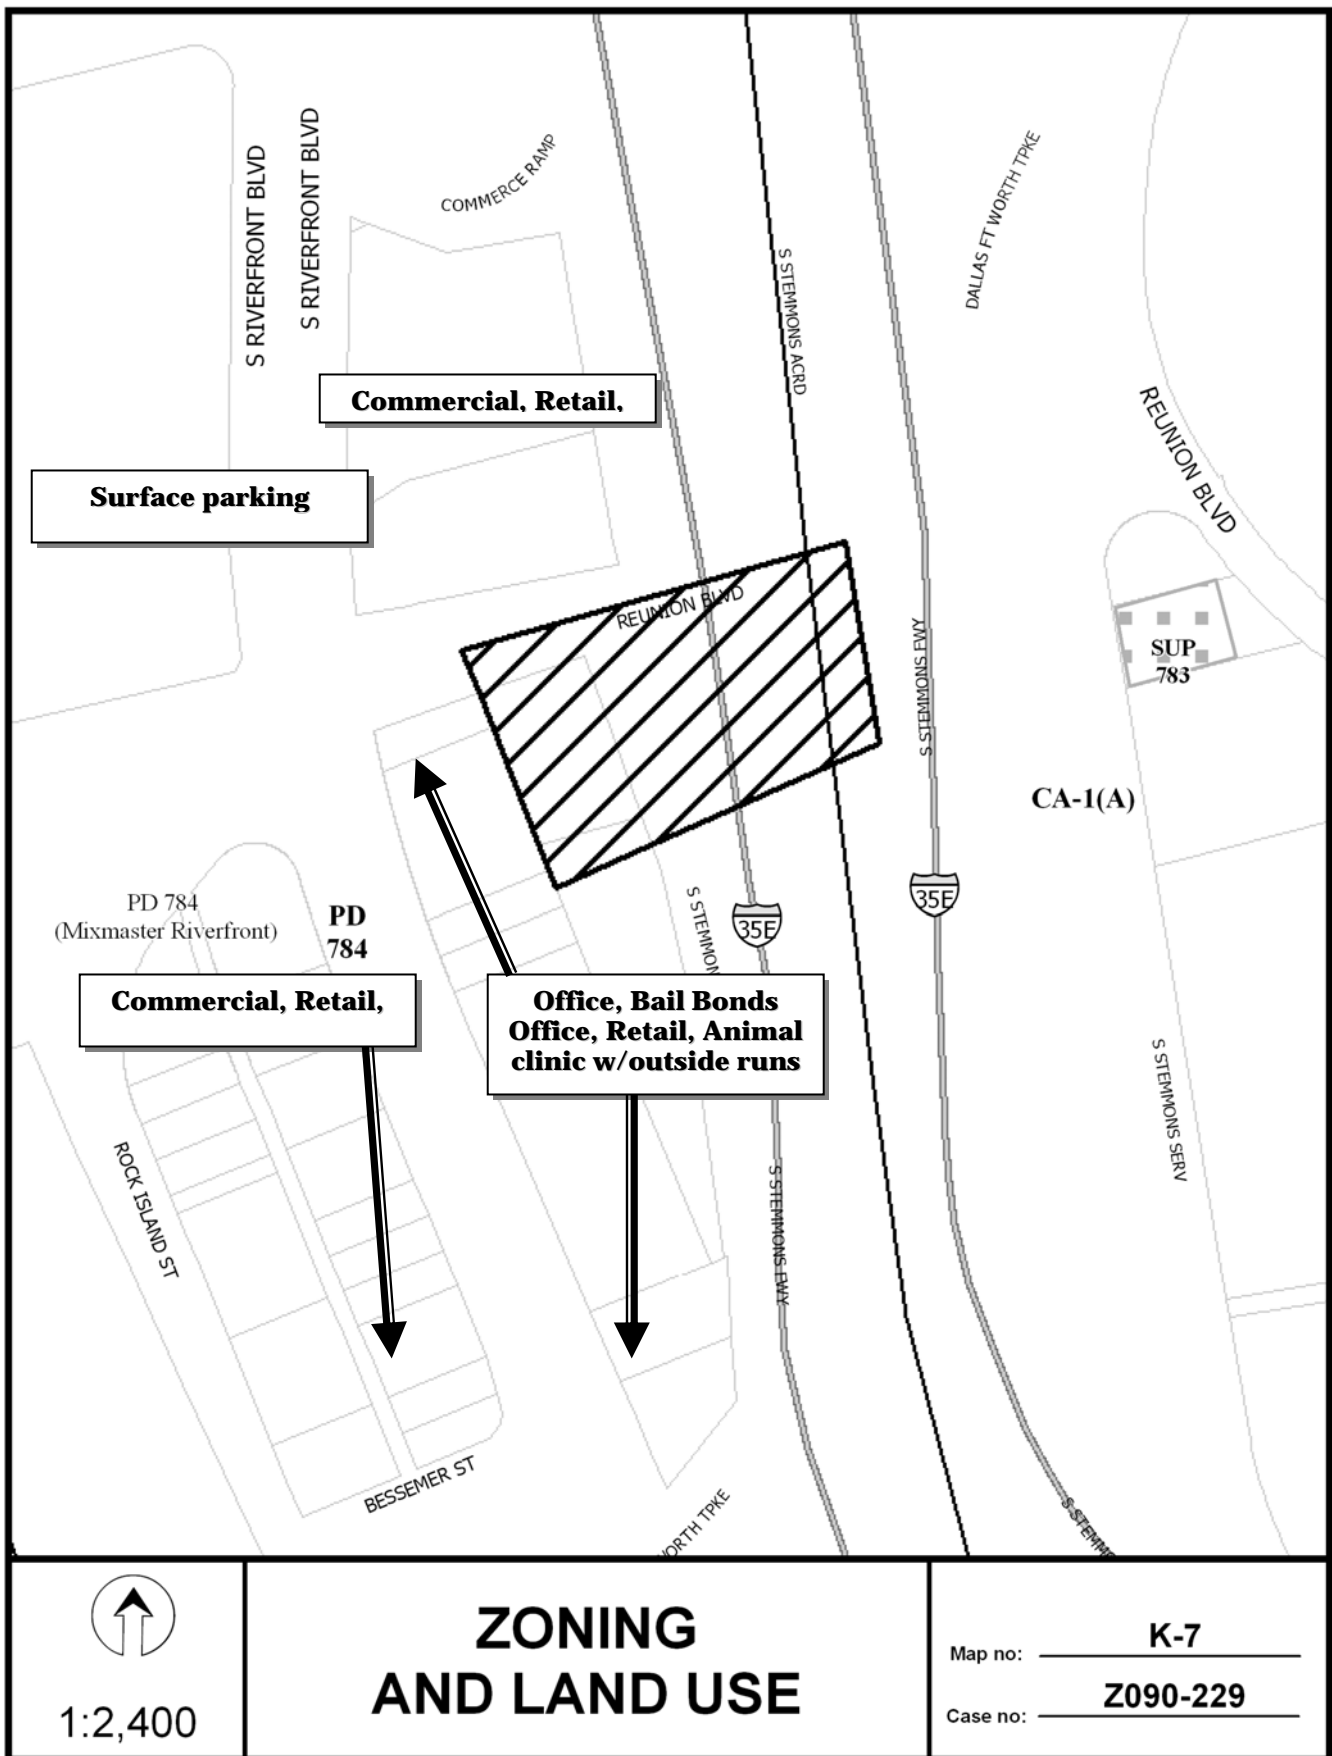 S RIVERFRONT BLVD
S RIVERFRONT BLVD
COMMERCE RAMP
S STEMMONS ACRD
DALLAS FT WORTH TPKE
REUNION BLVD
Commercial, Retail,
Surface parking
REUNION BLVD
S STEMMONS FWY
SUP
783
CA-1(A)
PD 784
(Mixmaster Riverfront)
PD
784
S STEMMON
35E
35E
Commercial, Retail,
Office, Bail Bonds
Office, Retail, Animal
clinic w/outside runs
ROCK ISLAND ST
S STEMMONS FWY
S STEMMONS SERV
BESSEMER ST
WORTH TPKE
S STEMMO
1:2,400
ZONING
AND LAND USE
Map no: K-7
Case no: Z090-229